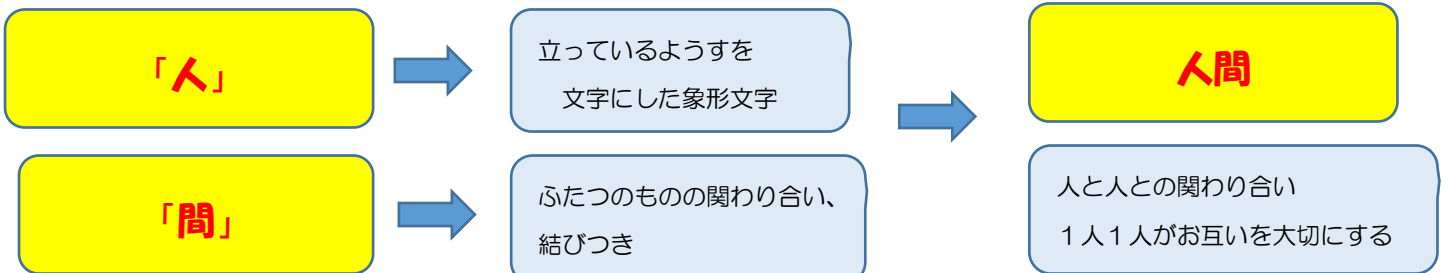 「人」
立っているようすを
文字にした象形文字
「間」
ふたつのものの関わり合い、
結びつき
人間
人と人との関わり合い
１人１人がお互いを大切にする